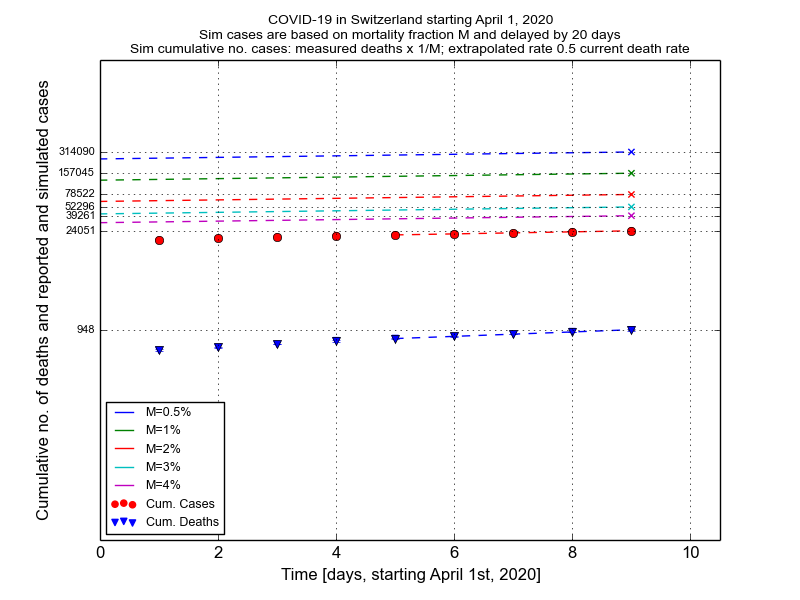 COVID-19 in Switzerland starting April 1, 2020
Sim cases are based on mortality fraction M and delayed by 20 days
Sim cumulative no. cases: measured deaths x 1/M; extrapolated rate 0.5 current death rate
Cumulative no. of deaths and reported and simulated cases
314090
157045
78522
52296
39261
24051
948
M=0.5%
M=1%
M=2%
M=3%
M=4%
Cum. Cases
Cum. Deaths
0 2 4 6 8 10
Time [days, starting April 1st, 2020]